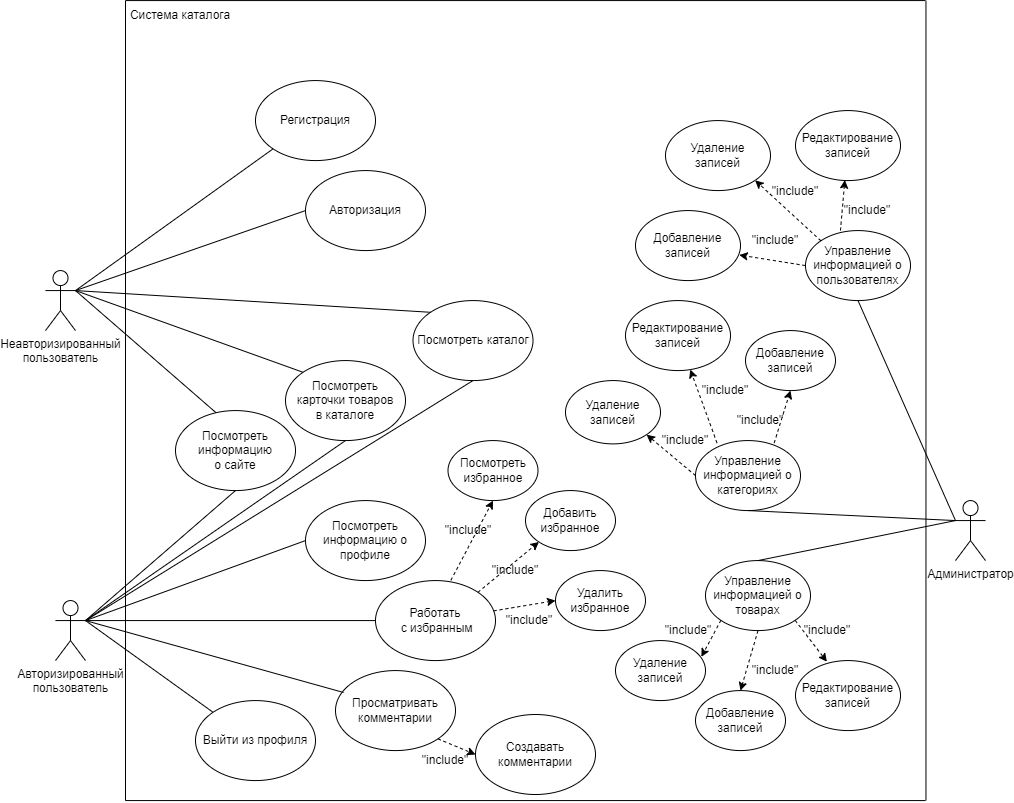 Система каталога
Регистрация
Авторизация
Неавторизированный
пользователь
Посмотреть каталог
Посмотреть
карточки товаров
в каталоге
Посмотреть
информацию
о сайте
Посмотреть
информацию о
профиле
Авторизированный
пользователь
Посмотреть
избранное
"include"
Добавить
избранное
"include"
Удалить
избранное
"include"
Работать
с избранным
Просматривать
комментарии
"include"
Создавать
комментарии
Выйти из профиля
Удаление
записей
Редактирование
записей
"include"
"include"
Добавление
записей
"include"
Управление
информацией о
пользователях
Редактирование
записей
Добавление
записей
"include"
"include"
Удаление
записей
"include"
Управление
информацией о
категориях
Администратор
Управление
информацией о
товарах
"include"
"include"
"include"
Удаление
записей
Добавление
записей
Редактирование
записей